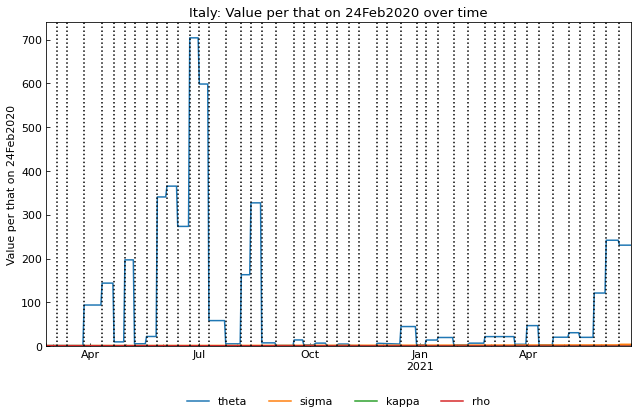 Italy: Value per that on 24Feb2020 over time
Value per that on 24Feb2020
700
600
500
400
300
200
100
0
Apr Jul Oct Jan Apr
2021
theta sigma kappa rho